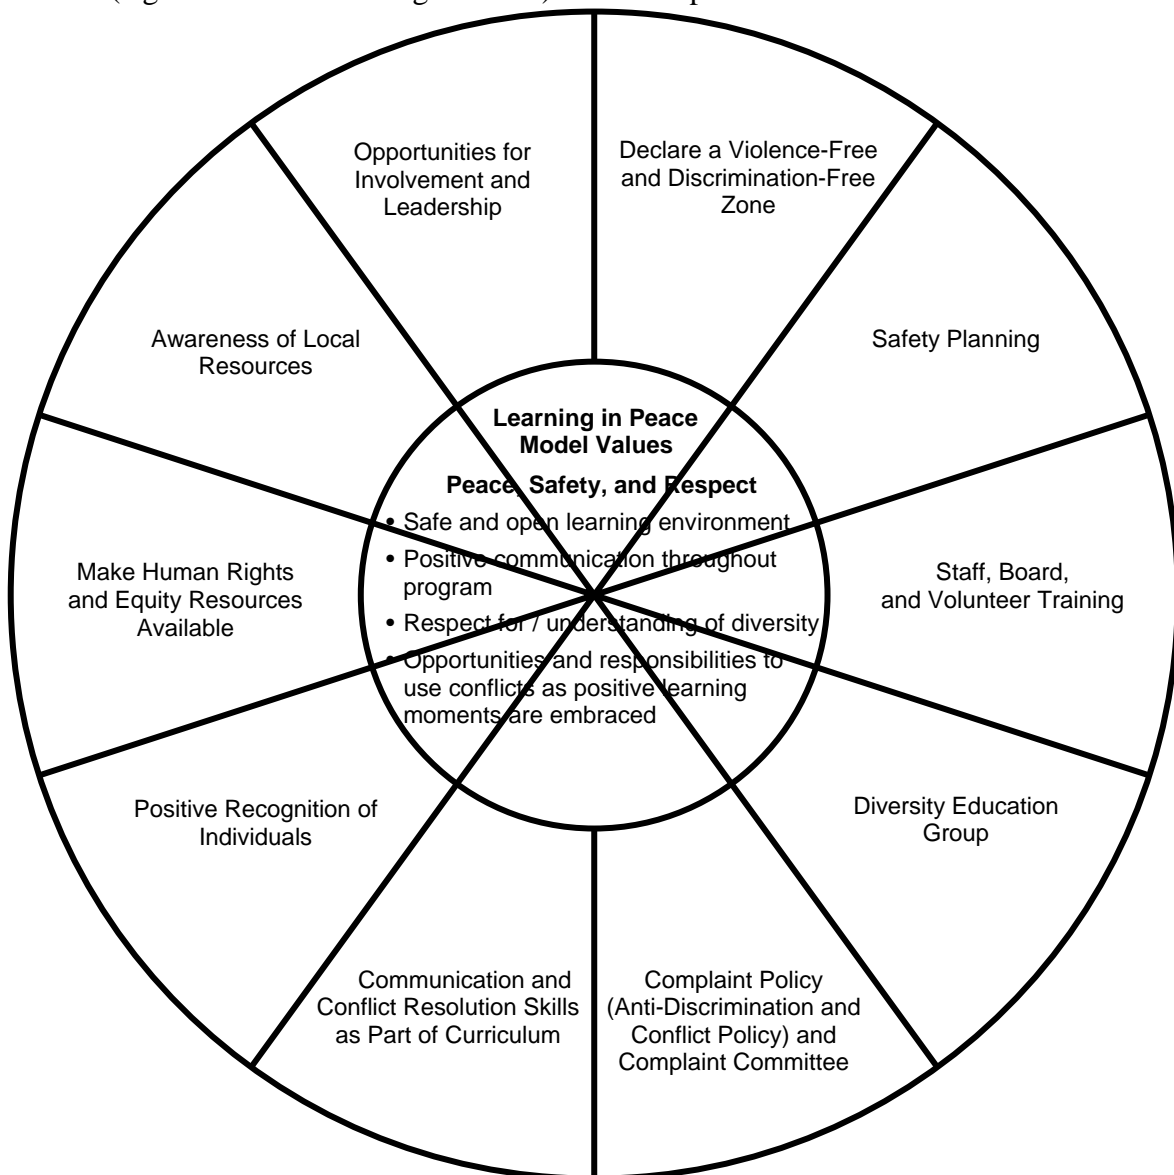 Opportunities for
Involvement and
Leadership
Declare a Violence-Free
and Discrimination-Free
Zone
Awareness of Local
Resources
Safety Planning
Learning in Peace
Model Values
Peace, Safety, and Respect
• Safe and open learning environment
• Positive communication throughout
program
• Respect for / understanding of diversity
• Opportunities and responsibilities to
use conflicts as positive learning
moments are embraced
Make Human Rights
and Equity Resources
Available
Staff, Board,
and Volunteer Training
Positive Recognition of
Individuals
Diversity Education
Group
Communication and
Conflict Resolution Skills
as Part of Curriculum
Complaint Policy
(Anti-Discrimination and
Conflict Policy) and
Complaint Committee